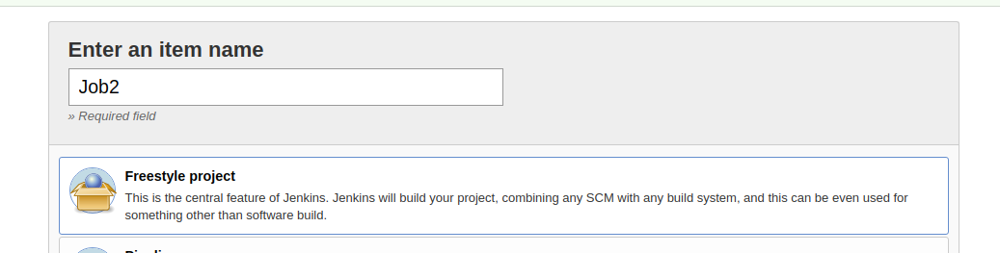 Enter an item name
Job2
» Required field
Freestyle project
This is the central feature of Jenkins. Jenkins will build your project, combining any SCM with any build system, and this can be even used for
something other than software build.